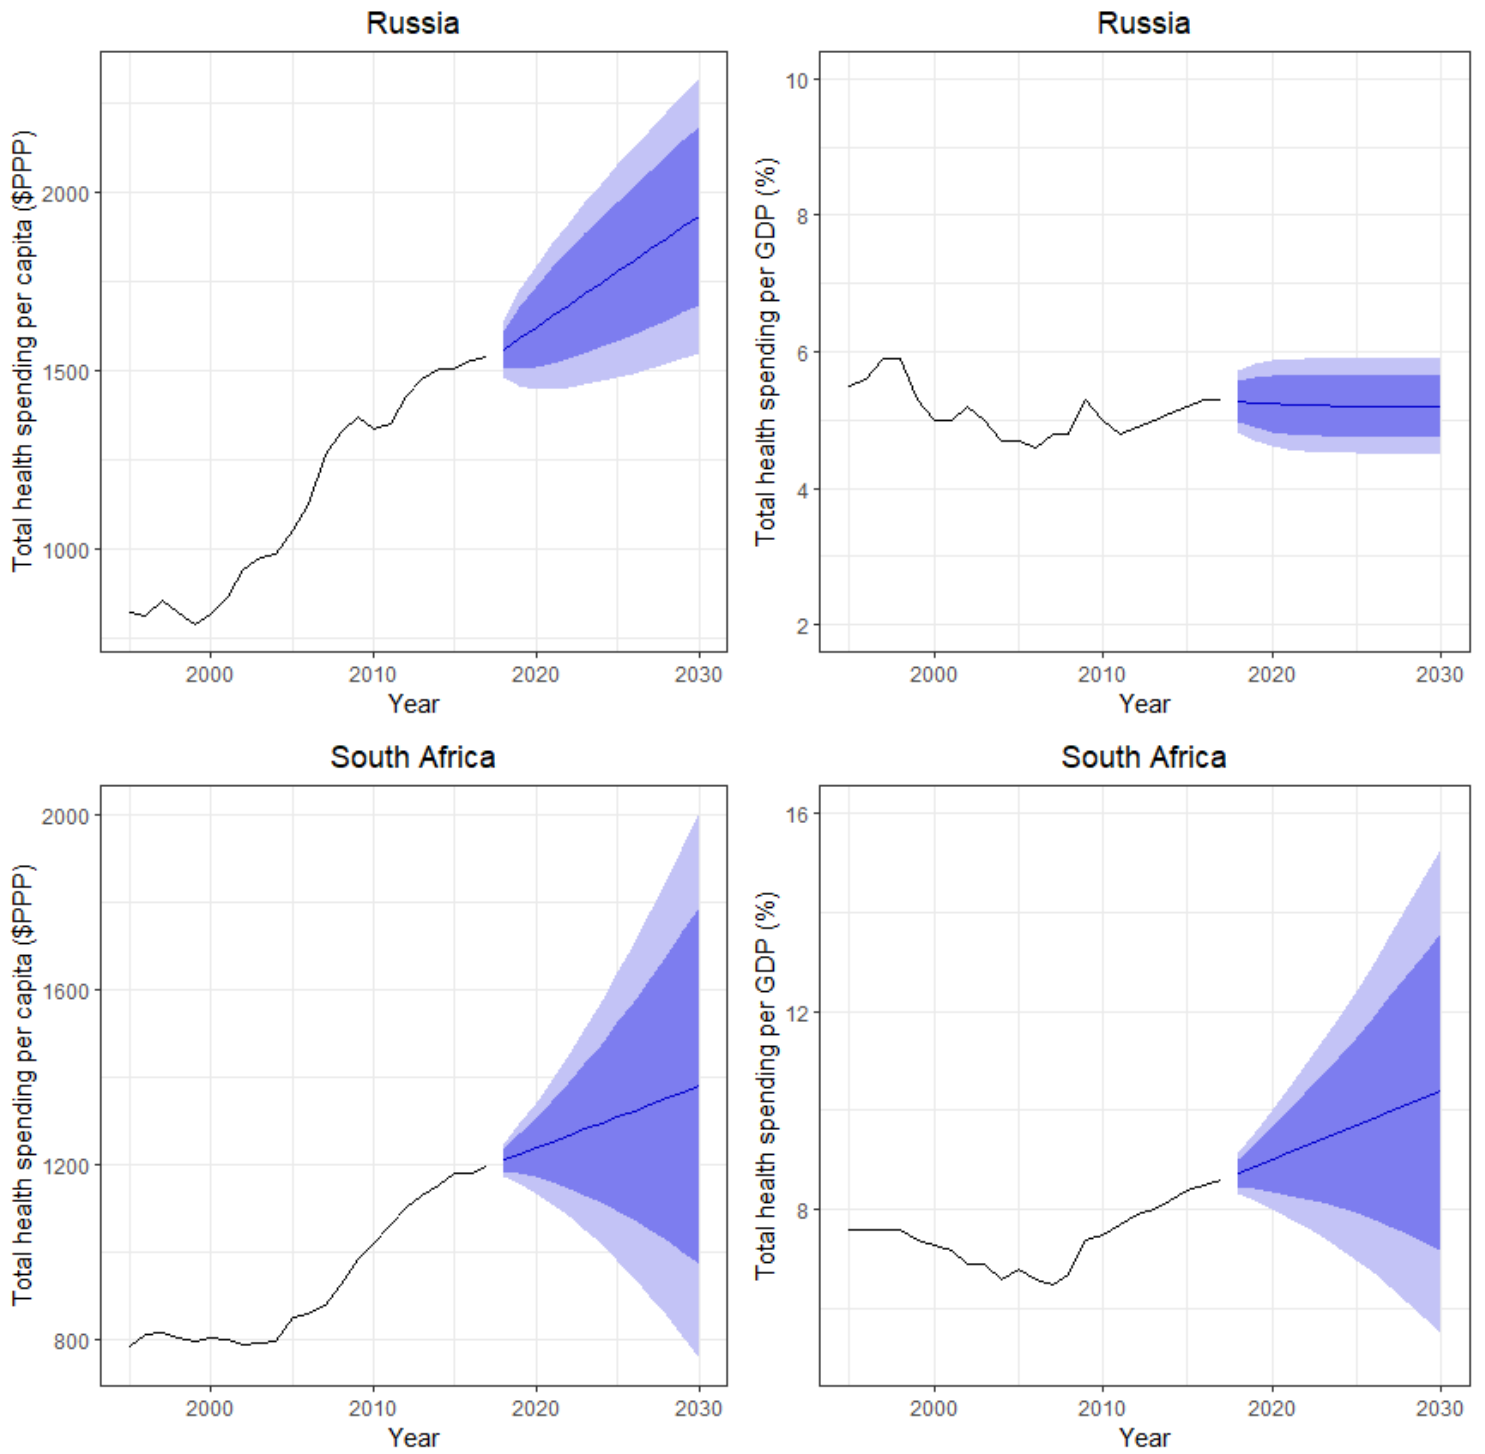 Russia
Total health spending per capita ($PPP)
2000
1500
1000
2000 2010 2020 2030
Year
Russia
Total health spending per GDP (%)
10
8
6
4
2
2000 2010 2020 2030
Year
South Africa
Total health spending per capita ($PPP)
2000
1600
1200
800
2000 2010 2020 2030
Year
South Africa
Total health spending per GDP (%)
16
12
8
2000 2010 2020 2030
Year